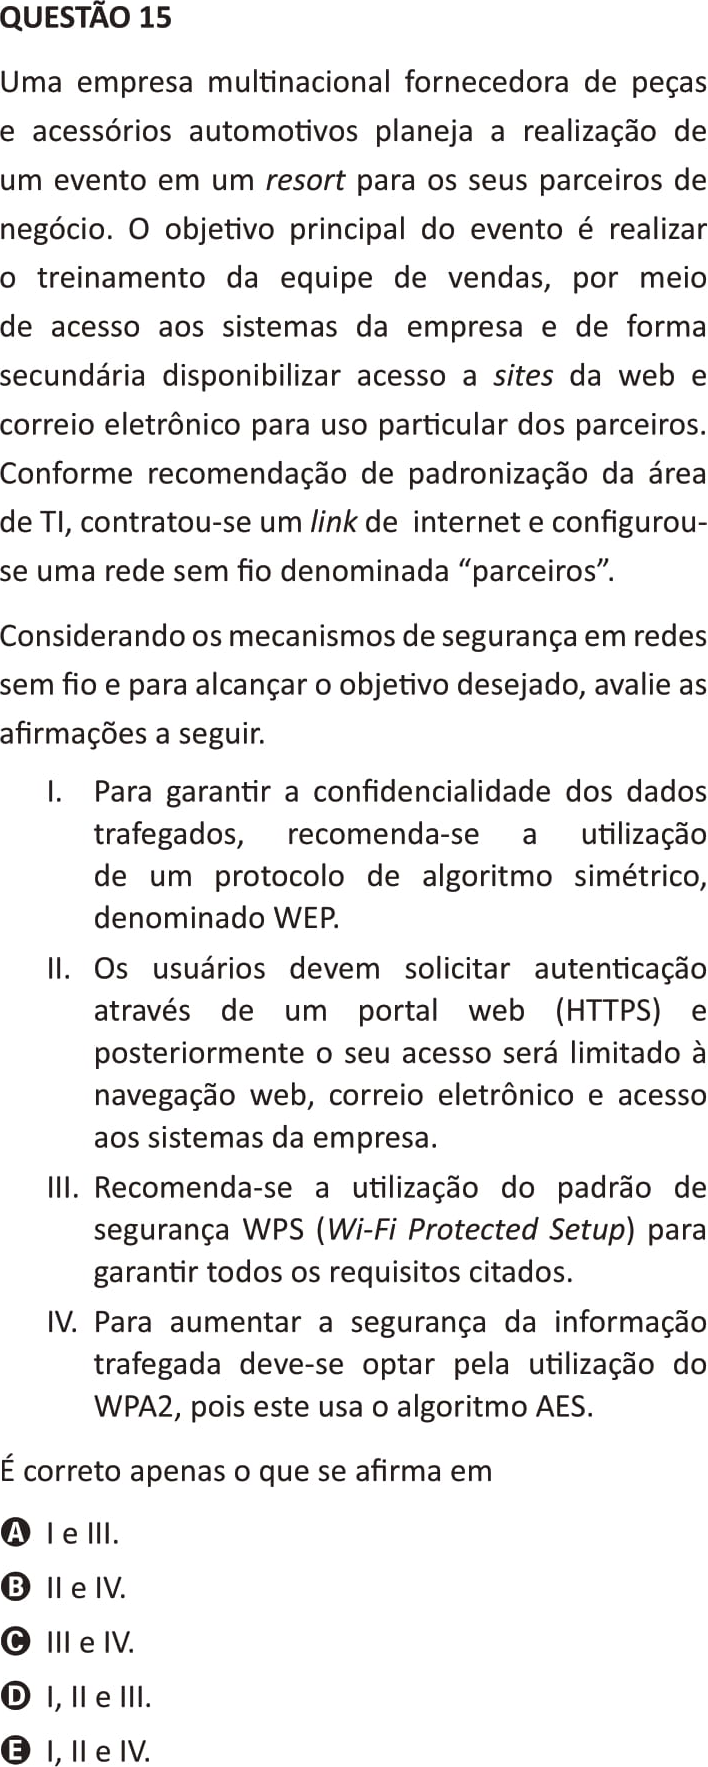 QUESTÃO 15
Uma empresa multinacional fornecedora de peças
e acessórios automotivos planeja a realização de
um evento em um resort para os seus parceiros de
negócio. O objetivo principal do evento é realizar
o treinamento da equipe de vendas, por meio
de acesso aos sistemas da empresa e de forma
secundária disponibilizar acesso a sites da web e
correio eletrônico para uso particular dos parceiros.
Conforme recomendação de padronização da área
de TI, contratou-se um link de internet e configurou-
se uma rede sem fio denominada “parceiros”.
Considerando os mecanismos de segurança em redes
sem fio e para alcançar o objetivo desejado, avalie as
afirmações a seguir.
I. Para garantir a confidencialidade dos dados
trafegados, recomenda-se a utilização
de um protocolo de algoritmo simétrico,
denominado WEP.
II. Os usuários devem solicitar autenticação
através de um portal web (HTTPS) e
posteriormente o seu acesso será limitado à
navegação web, correio eletrônico e acesso
aos sistemas da empresa.
III. Recomenda-se a utilização do padrão de
segurança WPS (Wi-Fi Protected Setup) para
garantir todos os requisitos citados.
IV. Para aumentar a segurança da informação
trafegada deve-se optar pela utilização do
WPA2, pois este usa o algoritmo AES.
É correto apenas o que se afirma em
A I e III.
B II e IV.
C III e IV.
D I, II e III.
E I, II e IV.